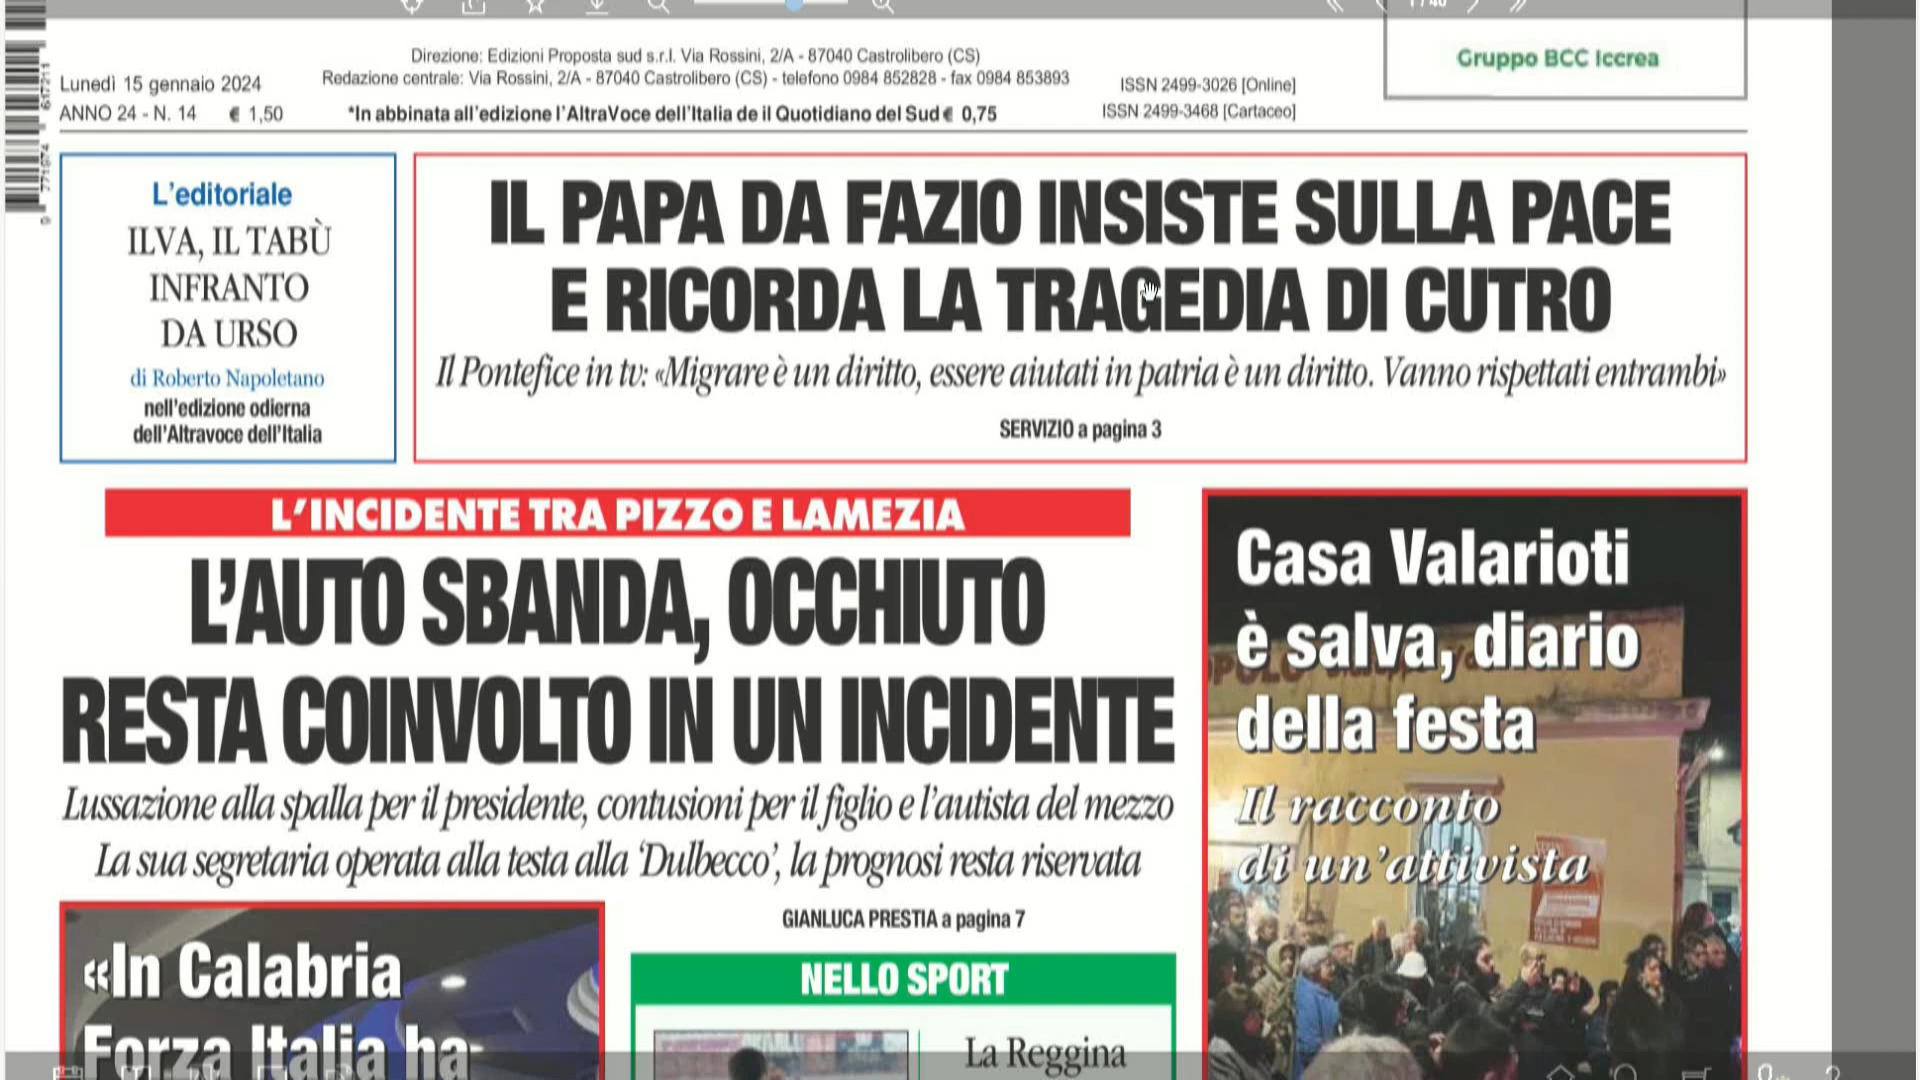 1 / 40
Direzione: Edizioni Proposta sud s.r.l. Via Rossini, 2/A - 87040 Castrolibero (CS)
Redazione centrale: Via Rossini, 2/A - 87040 Castrolibero (CS) - telefono 0984 852828 - fax 0984 853893
Lunedì 15 gennaio 2024
ANNO 24 - N. 14 € 1,50
*In abbinata all'edizione l'AltraVoce dell'Italia de il Quotidiano del Sud € 0,75
ISSN 2499-3026 [Online]
ISSN 2499-3468 [Cartaceo]
Gruppo BCC Iccrea
L'editoriale
ILVA, IL TABÙ
INFRANTO
DA URSO
di Roberto Napoletano
nell'edizione odierna
dell'Altravoce dell'Italia
IL PAPA DA FAZIO INSISTE SULLA PACE
E RICORDA LA TRAGEDIA DI CUTRO
Il Pontefice in tv: «Migrare è un diritto, essere aiutati in patria è un diritto. Vanno rispettati entrambi»
SERVIZIO a pagina 3
L'INCIDENTE TRA PIZZO E LAMEZIA
L'AUTO SBANDA, OCCHIUTO
RESTA COINVOLTO IN UN INCIDENTE
Lussazione alla spalla per il presidente, contusioni per il figlio e l'autista del mezzo
La sua segretaria operata alla testa alla 'Dulbecco', la prognosi resta riservata
GIANLUCA PRESTIA a pagina 7
Casa Valarioti
è salva, diario
della festa
Il racconto
di un'attivista
«In Calabria
Forza Italia ha
NELLO SPORT
La Reggina